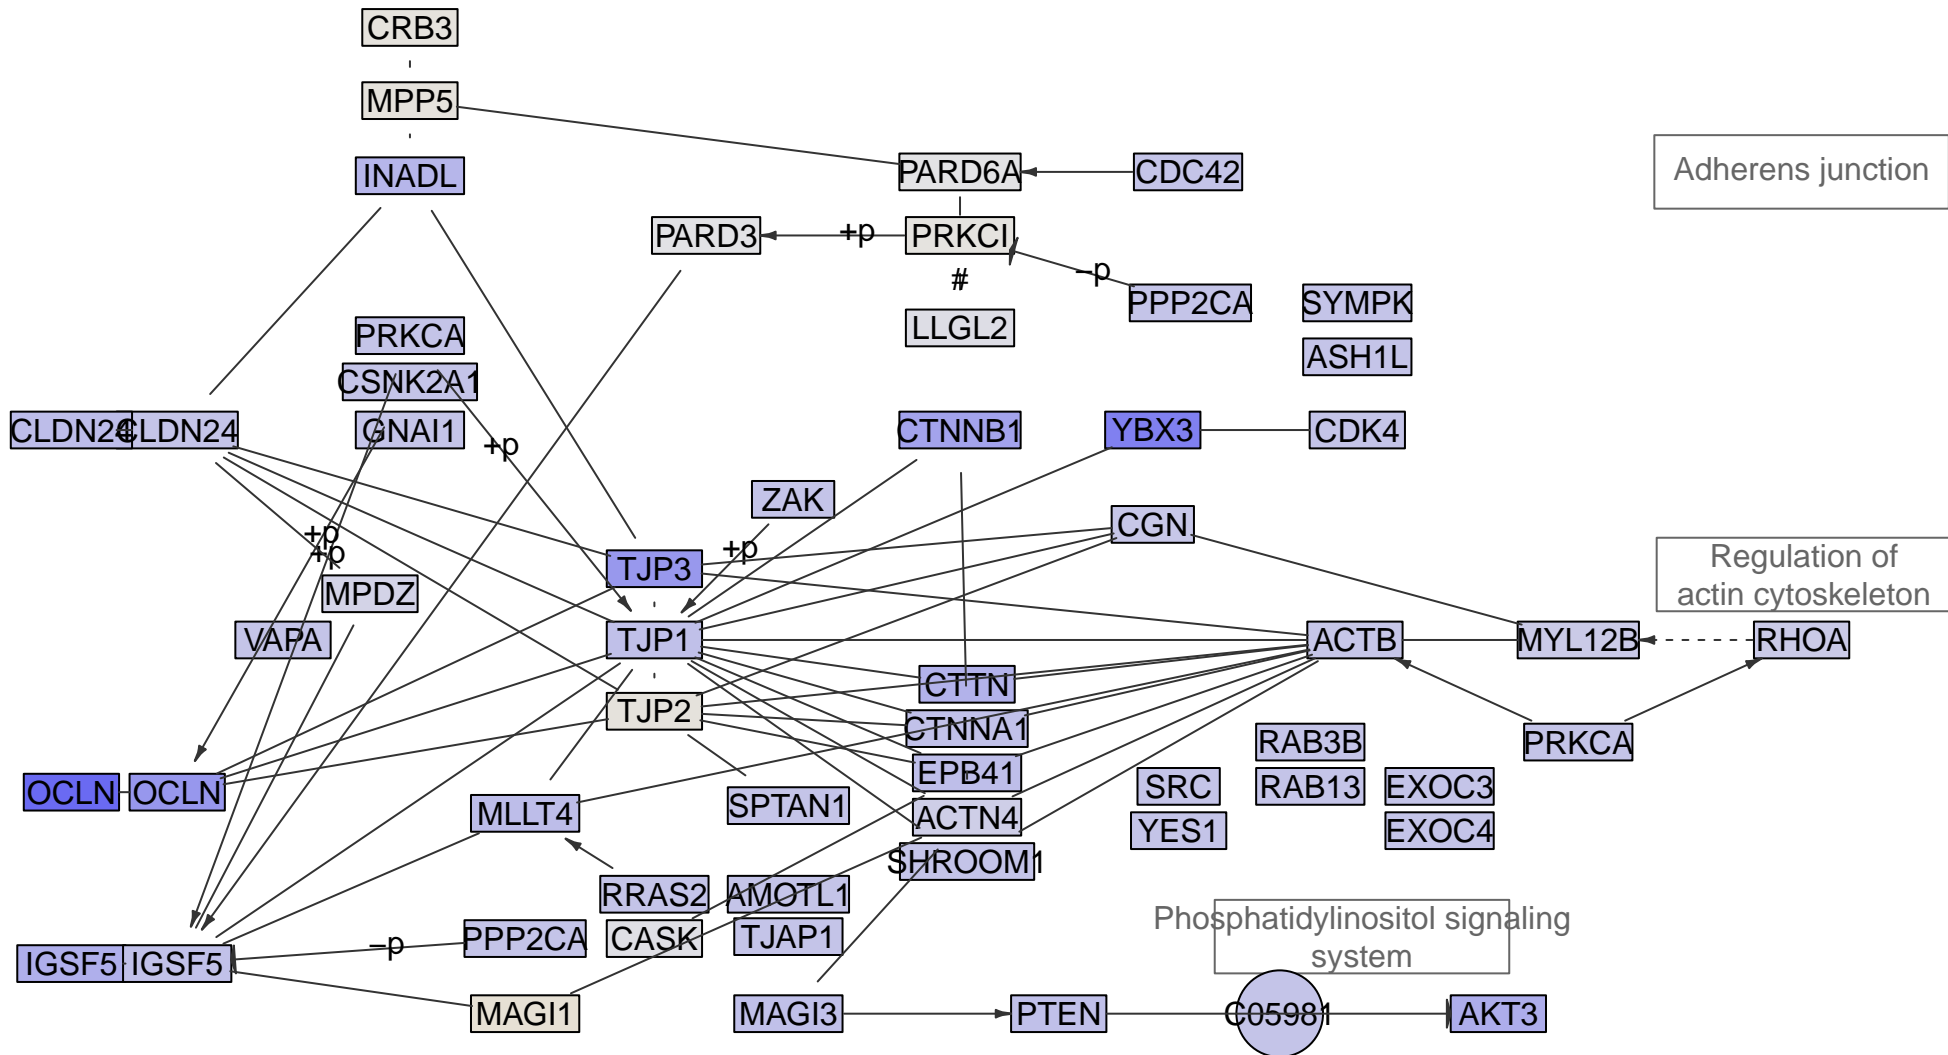 CRB3
MPP5
INADL
PARD6A
CDC42
Adherens junction
PARD3
+p
PRKCI
#
–p
PPP2CA
SYMPK
LLGL2
ASH1L
PRKCA
CSNK2A1
CLDN24
CLDN24
GNAI1
+p
CTNNB1
YBX3
CDK4
ZAK
CGN
+p
+p
+p
TJP3
MPDZ
Regulation of
actin cytoskeleton
VAPA
TJP1
ACTB
MYL12B
RHOA
CTTN
TJP2
CTNNA1
RAB3B
PRKCA
EPB41
OCLN
OCLN
SRC
RAB13
EXOC3
MLLT4
SPTAN1
ACTN4
YES1
EXOC4
SHROOM1
RRAS2
AMOTL1
Phosphatidylinositol signaling
system
PPP2CA
–p
CASK
TJAP1
IGSF5
IGSF5
MAGI1
MAGI3
PTEN
C05981
AKT3